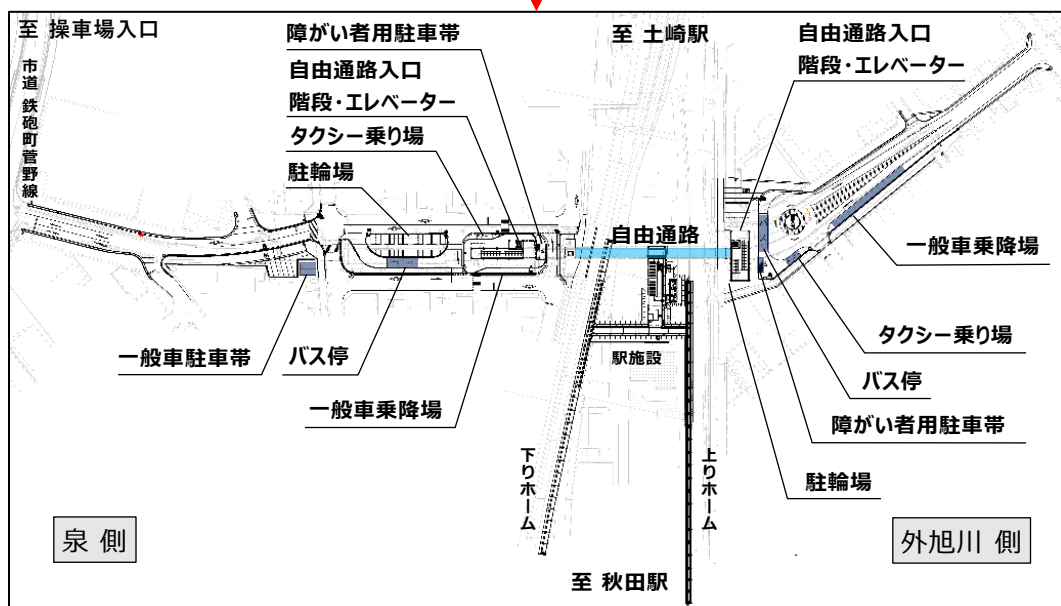 至 操車場入口
市道 鉄砲町菅野線
障がい者用駐車帯
自由通路入口
階段・エレベーター
タクシー乗り場
駐輪場
至 土崎駅
自由通路入口
階段・エレベーター
自由通路
一般車乗降場
一般車駐車帯
バス停
一般車乗降場
駅施設
タクシー乗り場
バス停
障がい者用駐車帯
駐輪場
下りホーム
上りホーム
泉 側
外旭川 側
至 秋田駅